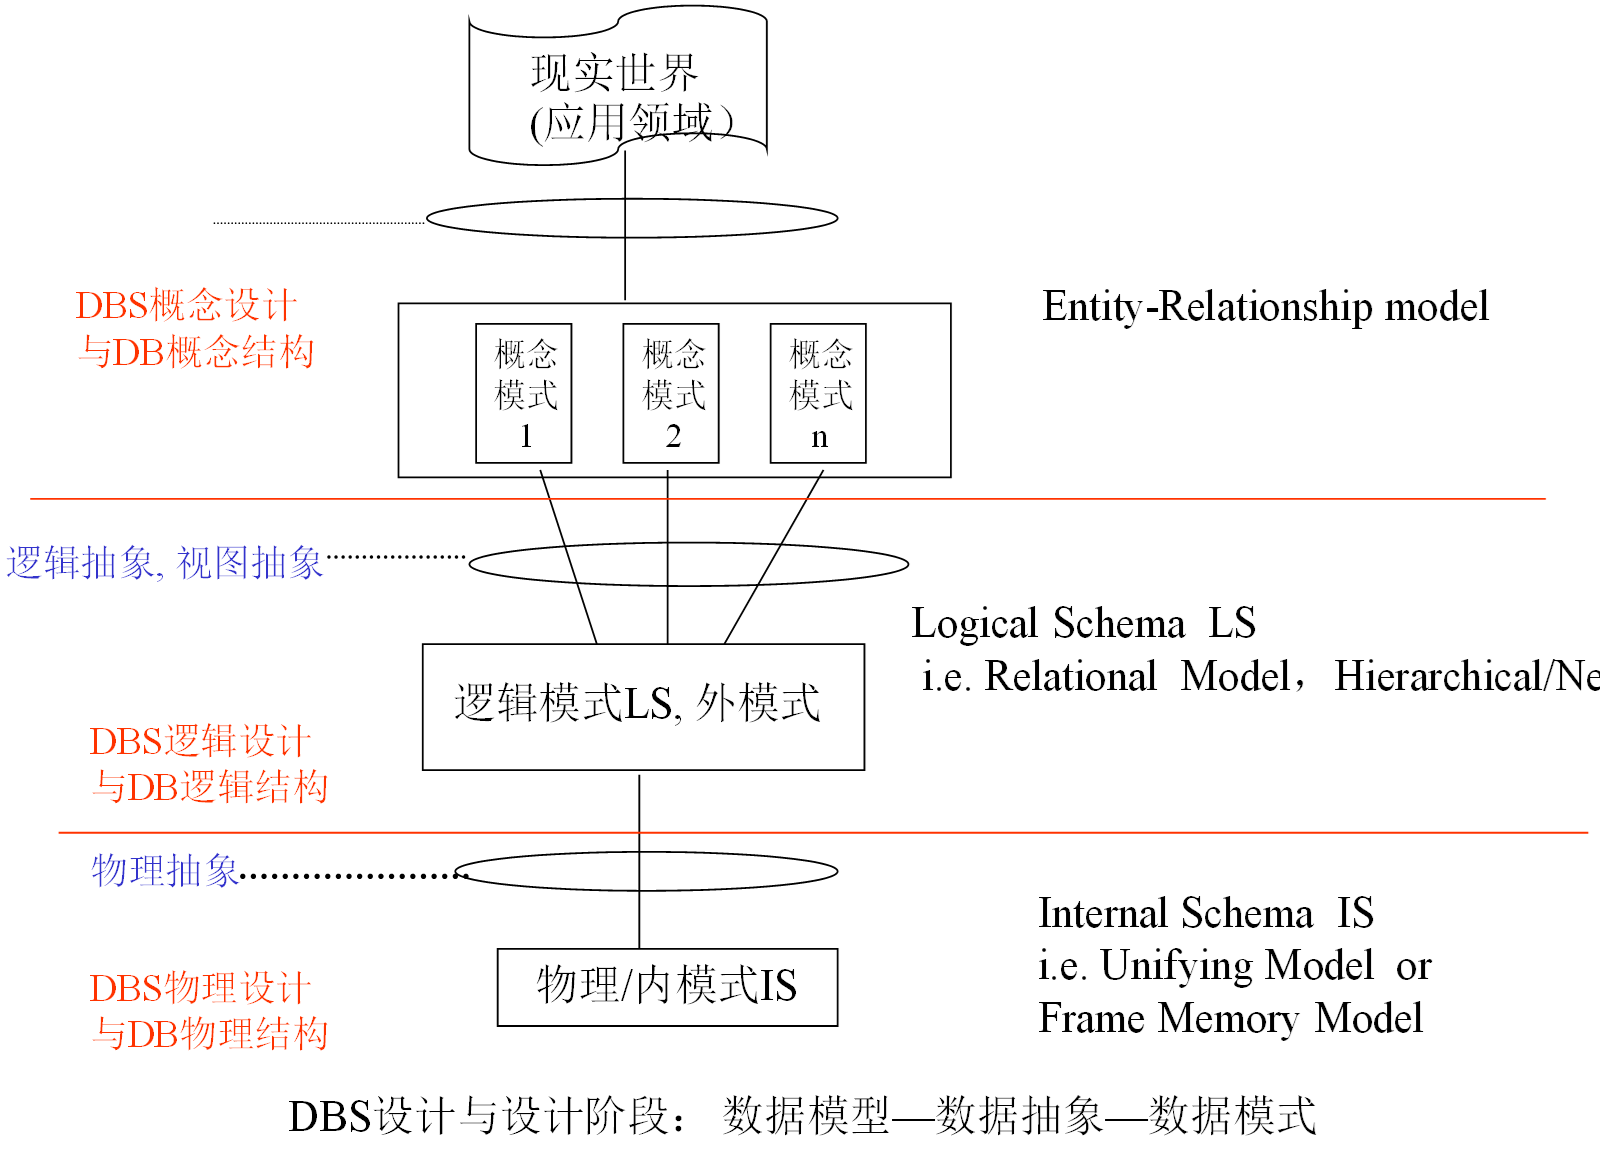 现实世界
(应用领域）
DBS概念设计
与DB概念结构
Entity-Relationship model
概念
模式
1
概念
模式
2
概念
模式
n
逻辑抽象, 视图抽象
Logical Schema LS
i.e. Relational Model，Hierarchical/Ne
逻辑模式LS, 外模式
DBS逻辑设计
与DB逻辑结构
物理抽象
Internal Schema IS
i.e. Unifying Model or
Frame Memory Model
物理/内模式IS
DBS物理设计
与DB物理结构
DBS设计与设计阶段： 数据模型—数据抽象—数据模式